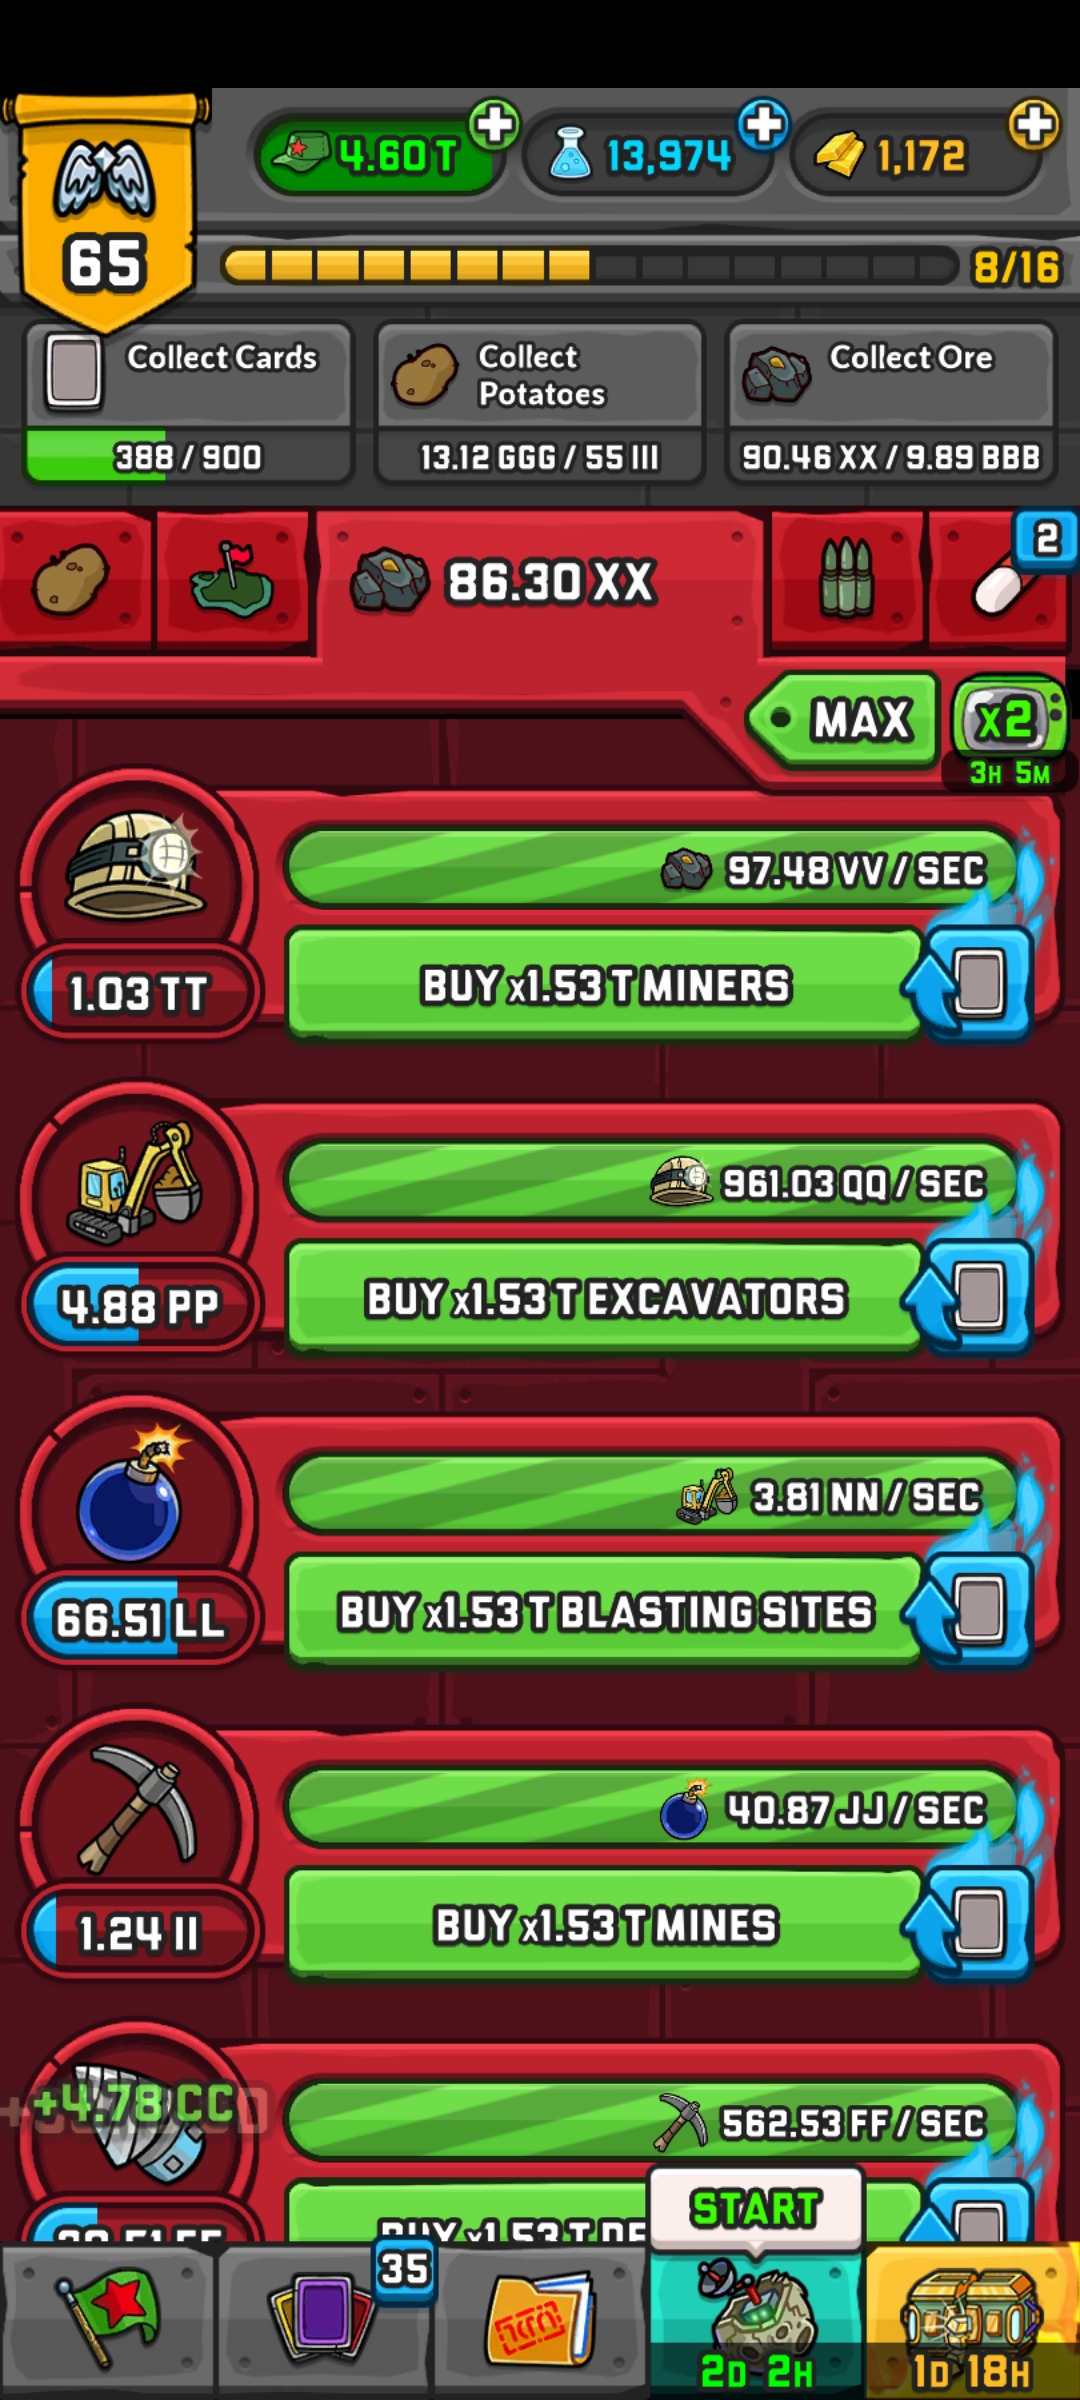 4.60 T
13,974
1,172
65
8/16
Collect Cards
388 / 900
Collect
Potatoes
13.12 GGG / 55 III
Collect Ore
90.46 XX / 9.89 BBB
86.30 XX
2
MAX
x2
3H 5M
97.48 VV / SEC
1.03 TT
BUY x1.53 T MINERS
961.03 QQ / SEC
4.88 PP
BUY x1.53 T EXCAVATORS
3.81 NN / SEC
66.51 LL
BUY x1.53 T BLASTING SITES
40.87 JJ / SEC
1.24 II
BUY x1.53 T MINES
+4.78 CC
562.53 FF / SEC
BUY x1.53 T
START
35
2D 2H
1D 18H